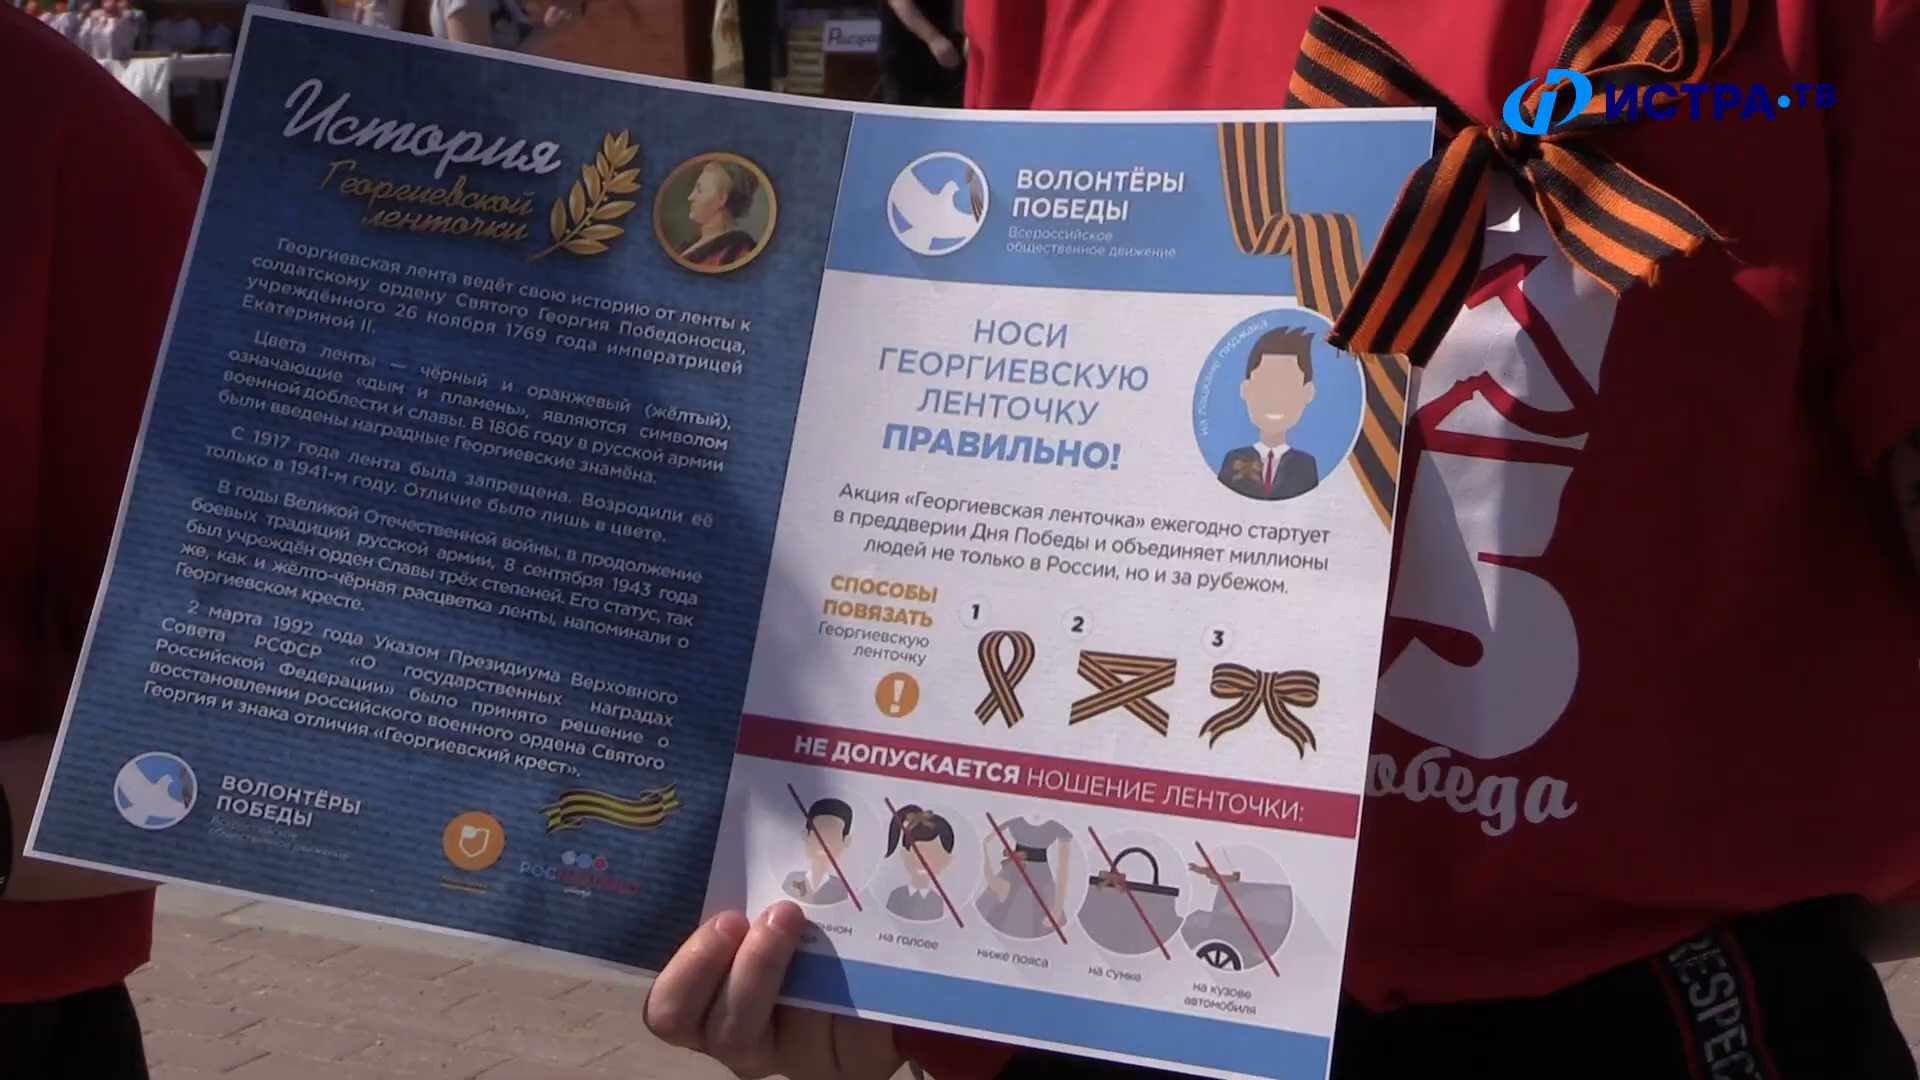 История
Георгиевской
ленточки
Георгиевская лента ведёт свою историю от ленты к
солдатскому ордену Святого Георгия Победоносца,
учреждённого 26 ноября 1769 года императрицей
Екатериной II.
Цвета ленты — чёрный и оранжевый (жёлтый),
означающие «дым и пламень», являются символом
военной доблести и славы. В 1806 году в русской армии
были введены наградные Георгиевские знамёна.
С 1917 года лента была запрещена. Возродили её
только в 1941-м году. Отличие было лишь в цвете.
В годы Великой Отечественной войны, в продолжение
боевых традиций русской армии, 8 сентября 1943 года
был учреждён орден Славы трёх степеней. Его статус, так
же, как и жёлто-чёрная расцветка ленты, напоминали о
Георгиевском кресте.
2 марта 1992 года Указом Президиума Верховного
Совета РСФСР «О государственных наградах
Российской Федерации» было принято решение о
восстановлении российского военного ордена Святого
Георгия и знака отличия «Георгиевский крест».
ВОЛОНТЁРЫ
ПОБЕДЫ
Всероссийское
общественное движение
ВОЛОНТЁРЫ
ПОБЕДЫ
Всероссийское
общественное движение
НОСИ
ГЕОРГИЕВСКУЮ
ЛЕНТОЧКУ
ПРАВИЛЬНО!
на лацкане пиджака
Акция «Георгиевская ленточка» ежегодно стартует
в преддверии Дня Победы и объединяет миллионы
людей не только в России, но и за рубежом.
СПОСОБЫ
ПОВЯЗАТЬ
Георгиевскую
ленточку
!
1
2
3
НЕ ДОПУСКАЕТСЯ НОШЕНИЕ ЛЕНТОЧКИ:
на голове
ниже пояса
на сумке
на кузове
автомобиля
ИСТРА•ТВ
5
обеда
RESPEC